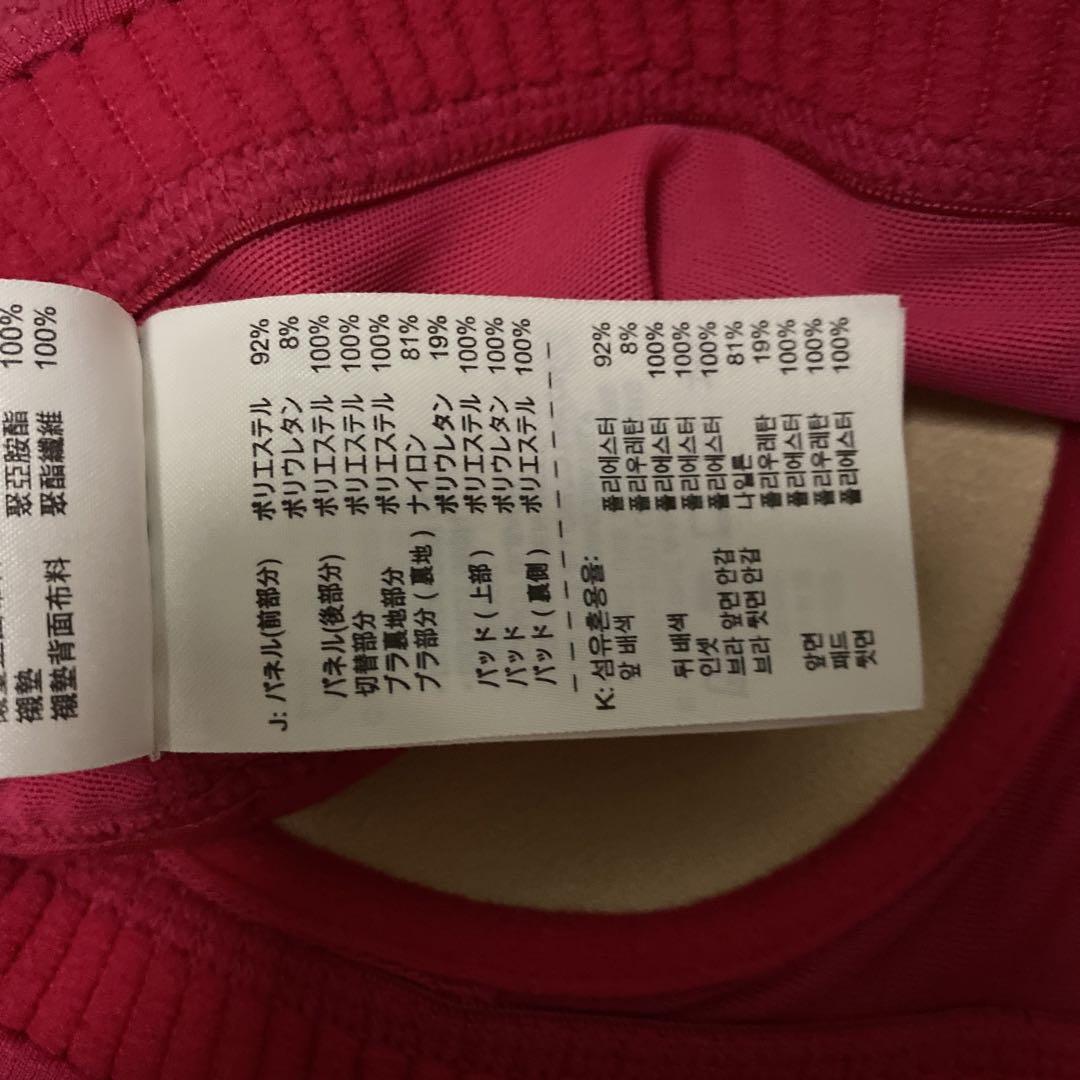 襯墊 聚亞胺酯 100%
襯墊背面布料 聚酯纖維 100%
J: パネル(前部分) ポリエステル 92%
ポリウレタン 8%
パネル(後部分) ポリエステル 100%
切替部分 ポリエステル 100%
ブラ裏地部分 ポリエステル 100%
ブラ部分(裏地) ナイロン 81%
ポリウレタン 19%
パッド(上部) ポリエステル 100%
パッド ポリウレタン 100%
パッド(裏側) ポリエステル 100%
K: 섬유혼용율:
앞 배색 폴리에스터 92%
폴리우레탄 8%
뒤 배색 폴리에스터 100%
인셋 폴리에스터 100%
브라 앞면 안감 폴리에스터 100%
브라 뒷면 안감 나일론 81%
폴리우레탄 19%
앞면 폴리에스터 100%
패드 폴리우레탄 100%
뒷면 폴리에스터 100%